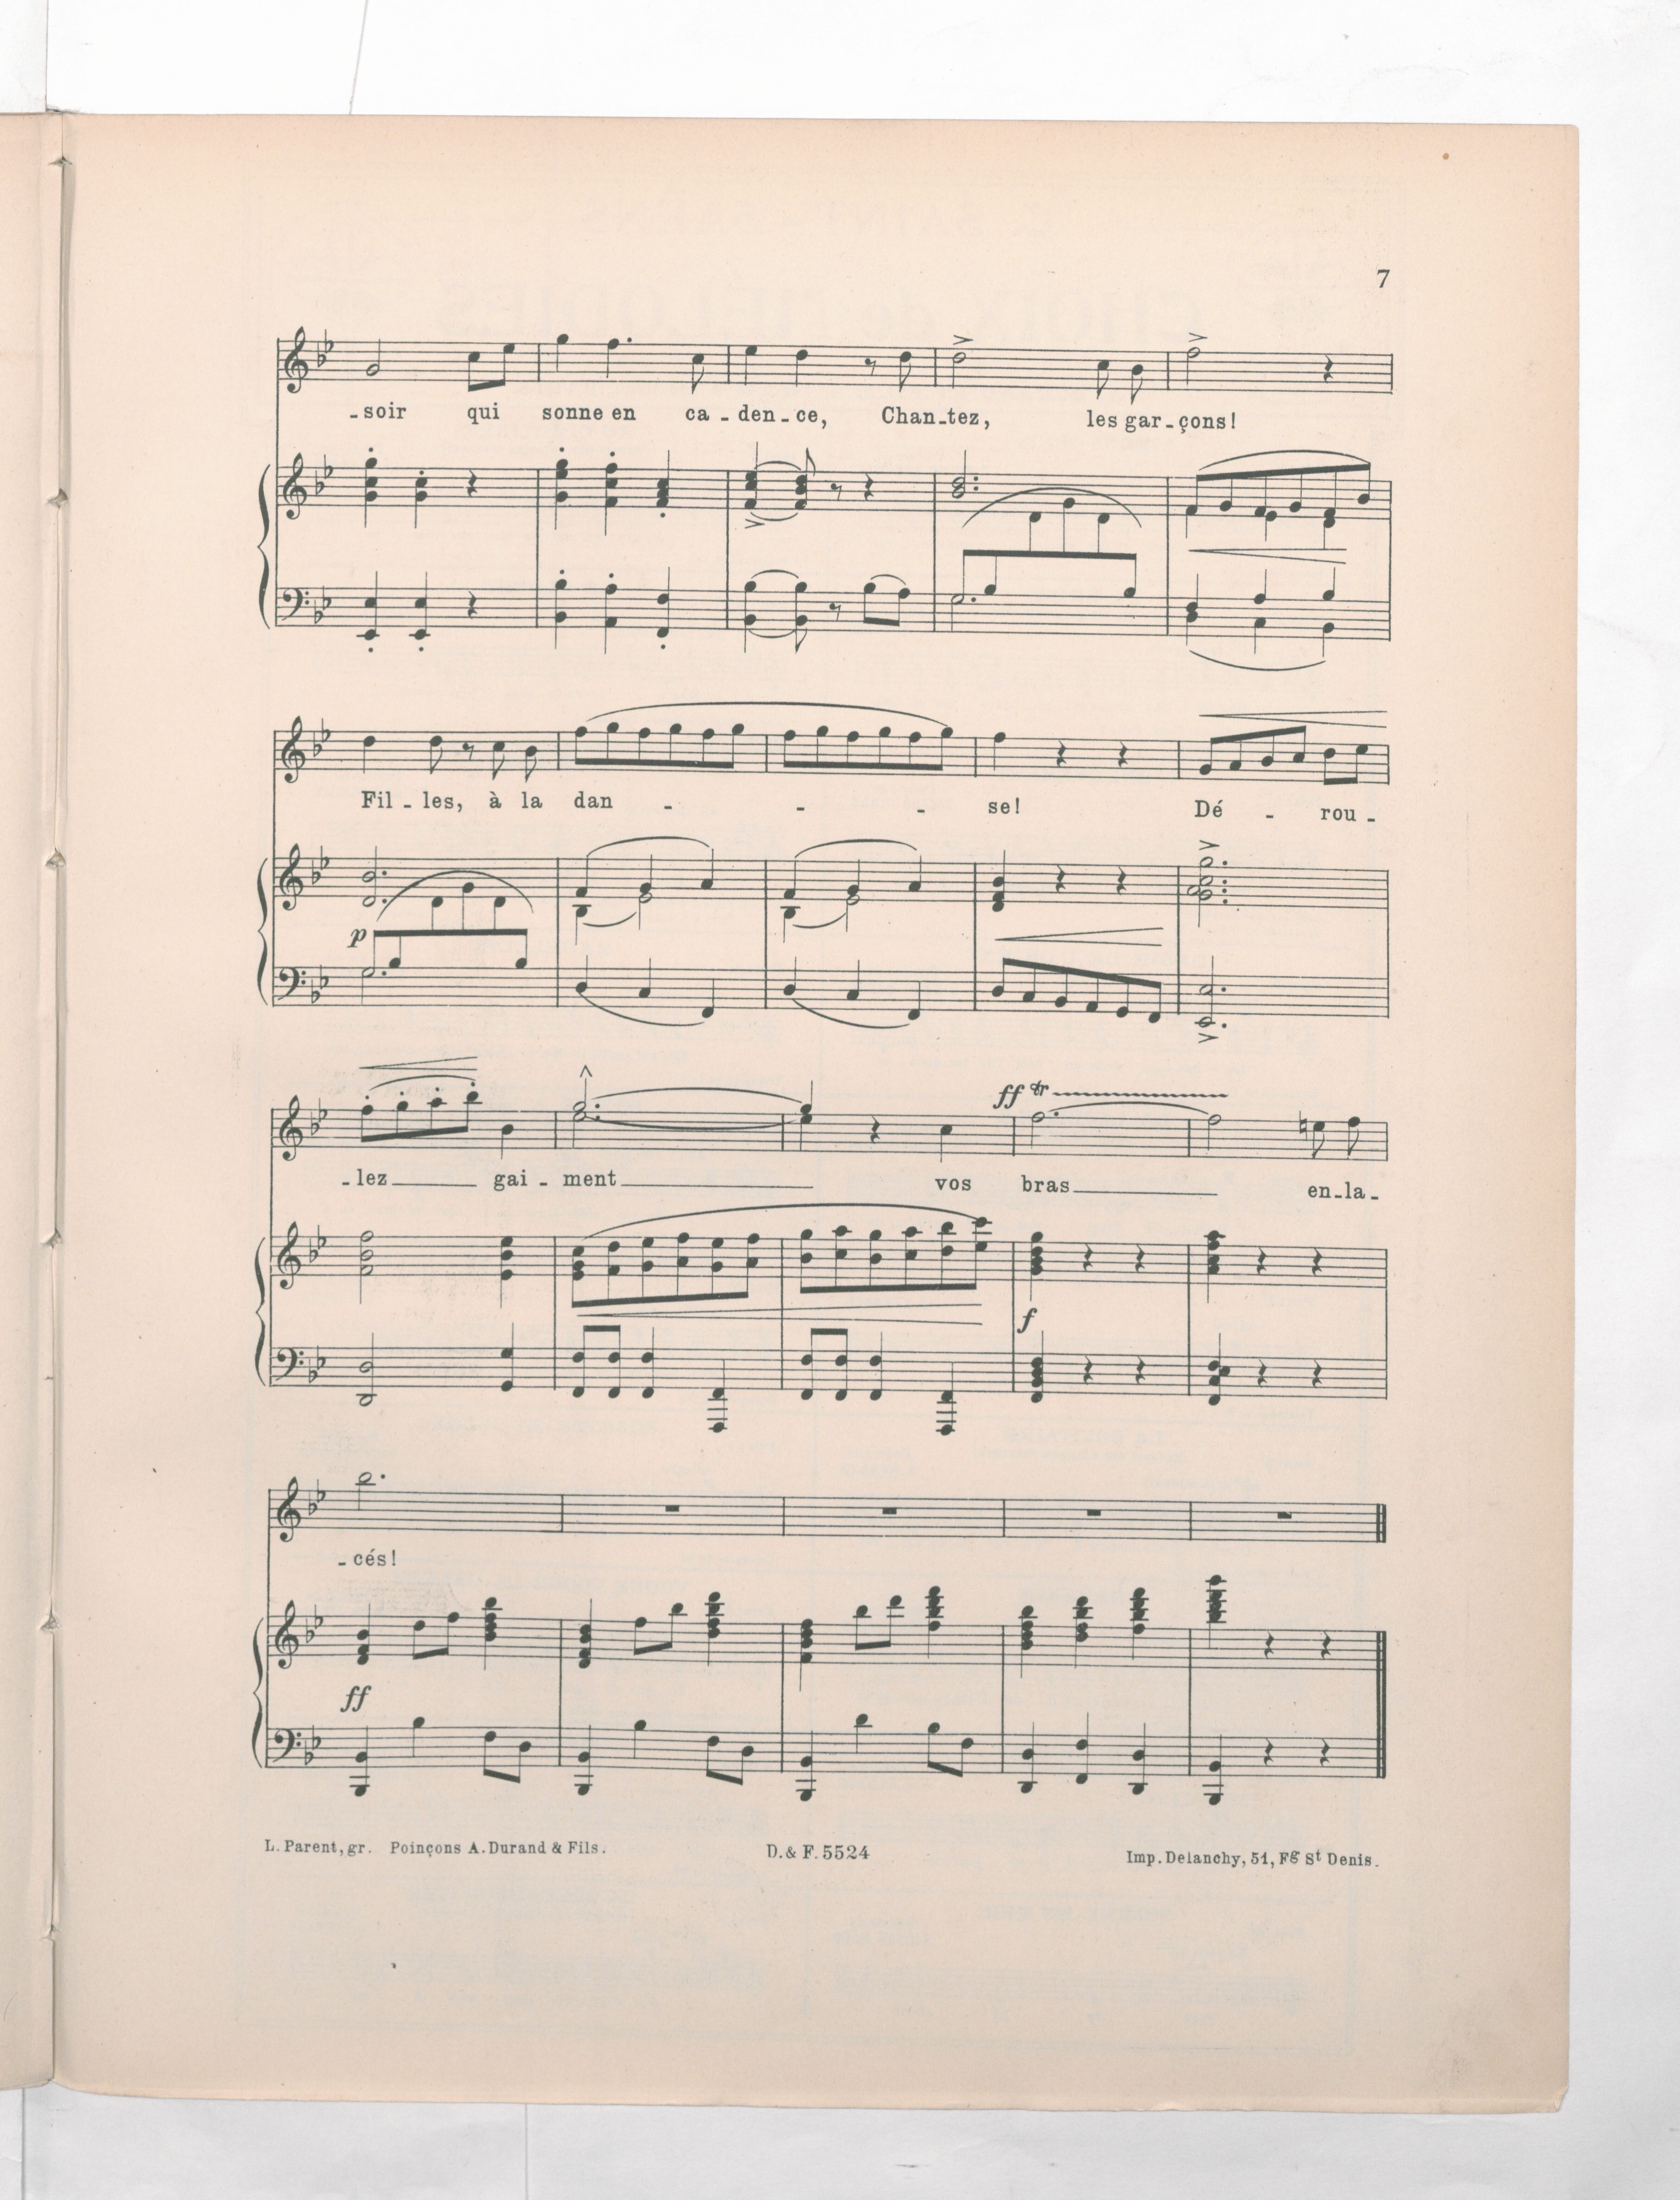 7
-soir qui sonne en ca-den-ce, Chan-tez, les gar-çons!
Fil-les, à la dan - - - se! Dé - rou-
p
ff tr
-lez gai-ment vos bras en-la-
f
-cés!
ff
L. Parent, gr. Poinçons A. Durand & Fils. D. & F. 5524 Imp. Delanchy, 51, Fg St Denis.